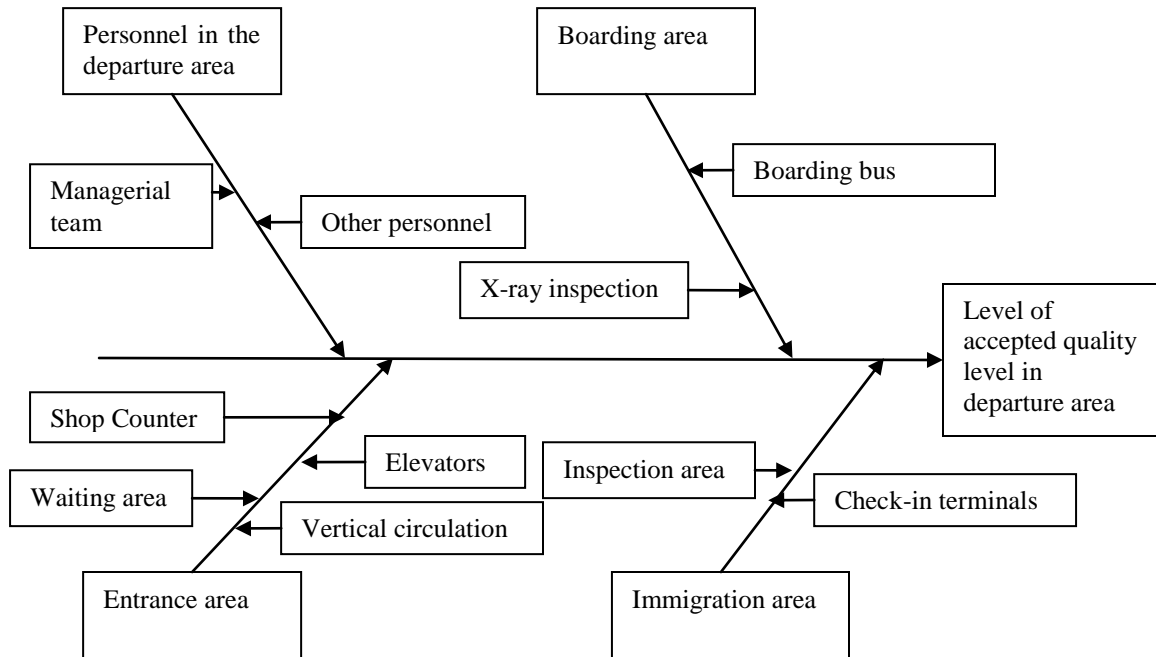 Personnel in the
departure area
Boarding area
Managerial
team
Other personnel
Boarding bus
X-ray inspection
Level of
accepted quality
level in
departure area
Shop Counter
Elevators
Inspection area
Waiting area
Check-in terminals
Vertical circulation
Entrance area
Immigration area